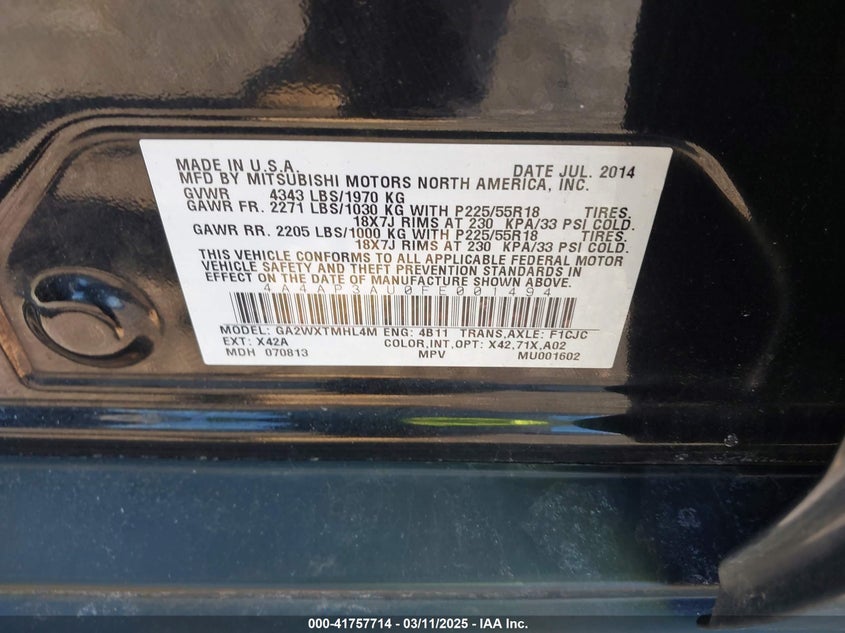 MADE IN U.S.A. DATE JUL. 2014
MFD BY MITSUBISHI MOTORS NORTH AMERICA, INC.
GVWR 4343 LBS/1970 KG
GAWR FR. 2271 LBS/1030 KG WITH P225/55R18 TIRES,
18X7J RIMS AT 230 KPA/33 PSI COLD.
GAWR RR. 2205 LBS/1000 KG WITH P225/55R18 TIRES,
18X7J RIMS AT 230 KPA/33 PSI COLD.
THIS VEHICLE CONFORMS TO ALL APPLICABLE FEDERAL MOTOR
VEHICLE SAFETY AND THEFT PREVENTION STANDARDS IN
EFFECT ON THE DATE OF MANUFACTURE SHOWN ABOVE.
4A4AP3AU0FE001494
MODEL: GA2WXTMHL4M ENG: 4B11 TRANS,AXLE: F1CJC
EXT: X42A COLOR,INT,OPT: X42,71X,A02
MDH 070813 MPV MU001602
000-41757714 — 03/11/2025 — IAA Inc.